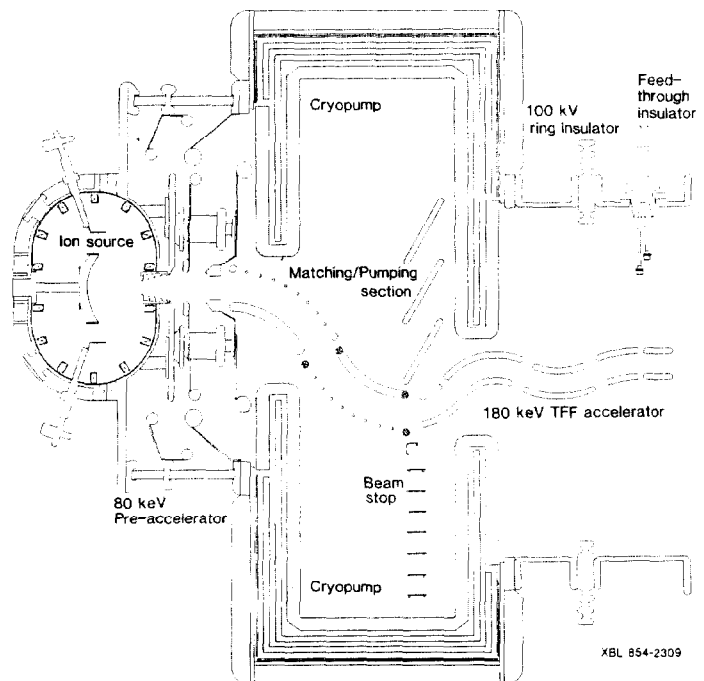 Cryopump
100 kV
ring insulator
Feed-
through
insulator
Ion source
Matching/Pumping
section
180 keV TFF accelerator
80 keV
Pre-accelerator
Beam
stop
Cryopump
XBL 854-2309